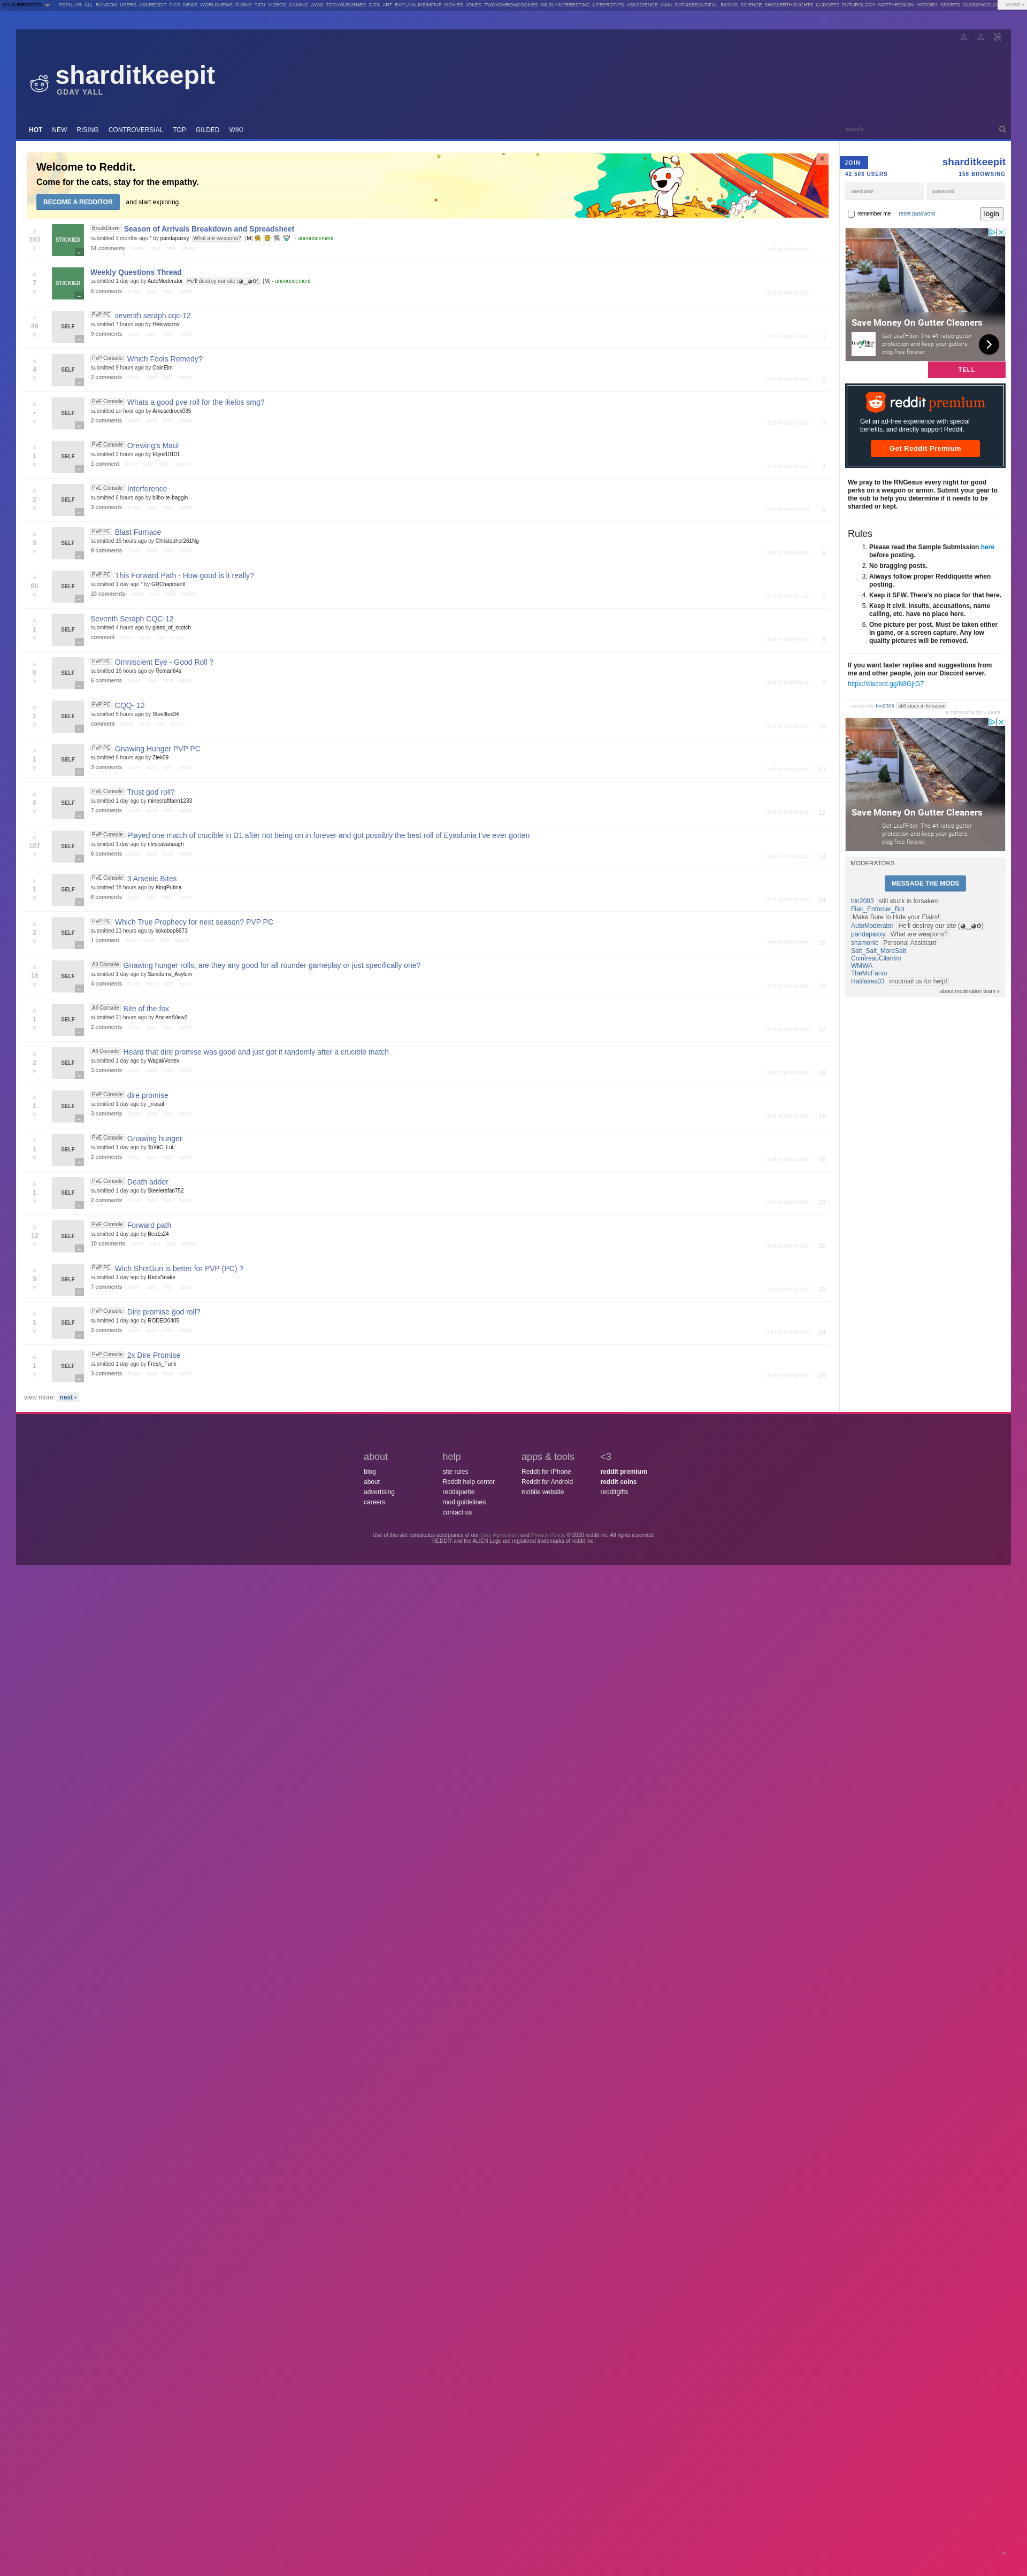 MY SUBREDDITS
POPULAR ALL RANDOM USERS ASKREDDIT PICS NEWS WORLDNEWS FUNNY TIFU VIDEOS GAMING AWW TODAYILEARNED GIFS ART EXPLAINLIKEIMFIVE MOVIES JOKES TWOXCHROMOSOMES MILDLYINTERESTING LIFEPROTIPS ASKSCIENCE IAMA DATAISBEAUTIFUL BOOKS SCIENCE SHOWERTHOUGHTS GADGETS FUTUROLOGY NOTTHEONION HISTORY SPORTS OLDSCHOOLCO MORE »
sharditkeepit
GDAY YALL
HOT NEW RISING CONTROVERSIAL TOP GILDED WIKI
search
Welcome to Reddit.
Come for the cats, stay for the empathy.
BECOME A REDDITOR and start exploring.
×
393
STICKIED
BreakDown Season of Arrivals Breakdown and Spreadsheet
submitted 3 months ago * by pandapaxxy What are weapons? [M] - announcement
51 comments
7
STICKIED
Weekly Questions Thread
submitted 1 day ago by AutoModerator He'll destroy our site (◕‿◕✿) [M] - announcement
6 comments
49
SELF
PvP PC seventh seraph cqc-12
submitted 7 hours ago by Helowiczov
9 comments
1
4
SELF
PvP Console Which Fools Remedy?
submitted 9 hours ago by CoinElm
2 comments
2
•
SELF
PvE Console Whats a good pve roll for the ikelos smg?
submitted an hour ago by Amusedrock035
2 comments
3
1
SELF
PvE Console Orewing's Maul
submitted 2 hours ago by Elyre10101
1 comment
4
2
SELF
PvE Console Interference
submitted 6 hours ago by bilbo-te-baggin
3 comments
5
9
SELF
PvP PC Blast Furnace
submitted 15 hours ago by Christopher261Ng
9 comments
6
80
SELF
PvP PC This Forward Path - How good is it really?
submitted 1 day ago * by GRChapmanII
23 comments
7
1
SELF
Seventh Seraph CQC-12
submitted 4 hours ago by glass_of_scotch
comment
8
9
SELF
PvP PC Omniscient Eye - Good Roll ?
submitted 16 hours ago by Roman64s
6 comments
9
1
SELF
PvP PC CQQ- 12
submitted 5 hours ago by Steelflex34
comment
10
1
SELF
PvP PC Gnawing Hunger PVP PC
submitted 6 hours ago by Ziek09
3 comments
11
6
SELF
PvE Console Trust god roll?
submitted 1 day ago by minecraftfann1233
7 comments
12
107
SELF
PvP Console Played one match of crucible in D1 after not being on in forever and got possibly the best roll of Eyaslunia I've ever gotten
submitted 1 day ago by rileycavanaugh
6 comments
13
1
SELF
PvE Console 3 Arsenic Bites
submitted 18 hours ago by KingPutina
6 comments
14
2
SELF
PvP PC Which True Prophecy for next season? PVP PC
submitted 23 hours ago by kokobop6673
1 comment
15
10
SELF
All Console Gnawing hunger rolls, are they any good for all rounder gameplay or just specifically one?
submitted 1 day ago by Sanctums_Asylum
4 comments
16
1
SELF
All Console Bite of the fox
submitted 21 hours ago by AncientView3
2 comments
17
2
SELF
All Console Heard that dire promise was good and just got it randomly after a crucible match
submitted 1 day ago by WapakVortex
3 comments
18
1
SELF
PvP Console dire promise
submitted 1 day ago by _rrasul
3 comments
19
1
SELF
PvE Console Gnawing hunger
submitted 1 day ago by ToXiiC_LuL
2 comments
20
1
SELF
PvE Console Death adder
submitted 1 day ago by Steelersfan752
2 comments
21
12
SELF
PvE Console Forward path
submitted 1 day ago by Bea1s24
10 comments
22
5
SELF
PvP PC Wich ShotGun is better for PVP (PC) ?
submitted 1 day ago by RedxSnake
7 comments
23
1
SELF
PvP Console Dire promise god roll?
submitted 1 day ago by RODEO0405
3 comments
24
1
SELF
PvP Console 2x Dire Promise
submitted 1 day ago by Fresh_Funk
3 comments
25
view more: next ›
JOIN sharditkeepit
42,503 USERS 158 BROWSING
username password
remember me reset password login
Save Money On Gutter Cleaners
LeafFilter
Get LeafFilter. The #1 rated gutter protection and keep your gutters clog-free forever.
TELL
reddit premium
Get an ad-free experience with special
benefits, and directly support Reddit.
Get Reddit Premium
We pray to the RNGesus every night for good
perks on a weapon or armor. Submit your gear to
the sub to help you determine if it needs to be
sharded or kept.
Rules
1. Please read the Sample Submission here
before posting.
2. No bragging posts.
3. Always follow proper Reddiquette when
posting.
4. Keep it SFW. There's no place for that here.
5. Keep it civil. Insults, accusations, name
calling, etc. have no place here.
6. One picture per post. Must be taken either
in game, or a screen capture. Any low
quality pictures will be removed.
If you want faster replies and suggestions from
me and other people, join our Discord server.
https://discord.gg/N8GjrG7
created by bin2003 still stuck in forsaken
a community for 5 years
Save Money On Gutter Cleaners
Get LeafFilter. The #1 rated gutter
protection and keep your gutters
clog-free forever.
MODERATORS
MESSAGE THE MODS
bin2003 still stuck in forsaken
Flair_Enforcer_Bot
Make Sure to Hide your Flairs!
AutoModerator He'll destroy our site (◕‿◕✿)
pandapaxxy What are weapons?
shamonic Personal Assistant
Salt_Salt_MoreSalt
CointreauCilantro
WMWA
TheMcFarvo
Halifaxes03 modmail us for help!
about moderation team »
about
blog
about
advertising
careers
help
site rules
Reddit help center
reddiquette
mod guidelines
contact us
apps & tools
Reddit for iPhone
Reddit for Android
mobile website
<3
reddit premium
reddit coins
redditgifts
Use of this site constitutes acceptance of our User Agreement and Privacy Policy. © 2020 reddit inc. All rights reserved.
REDDIT and the ALIEN Logo are registered trademarks of reddit inc.